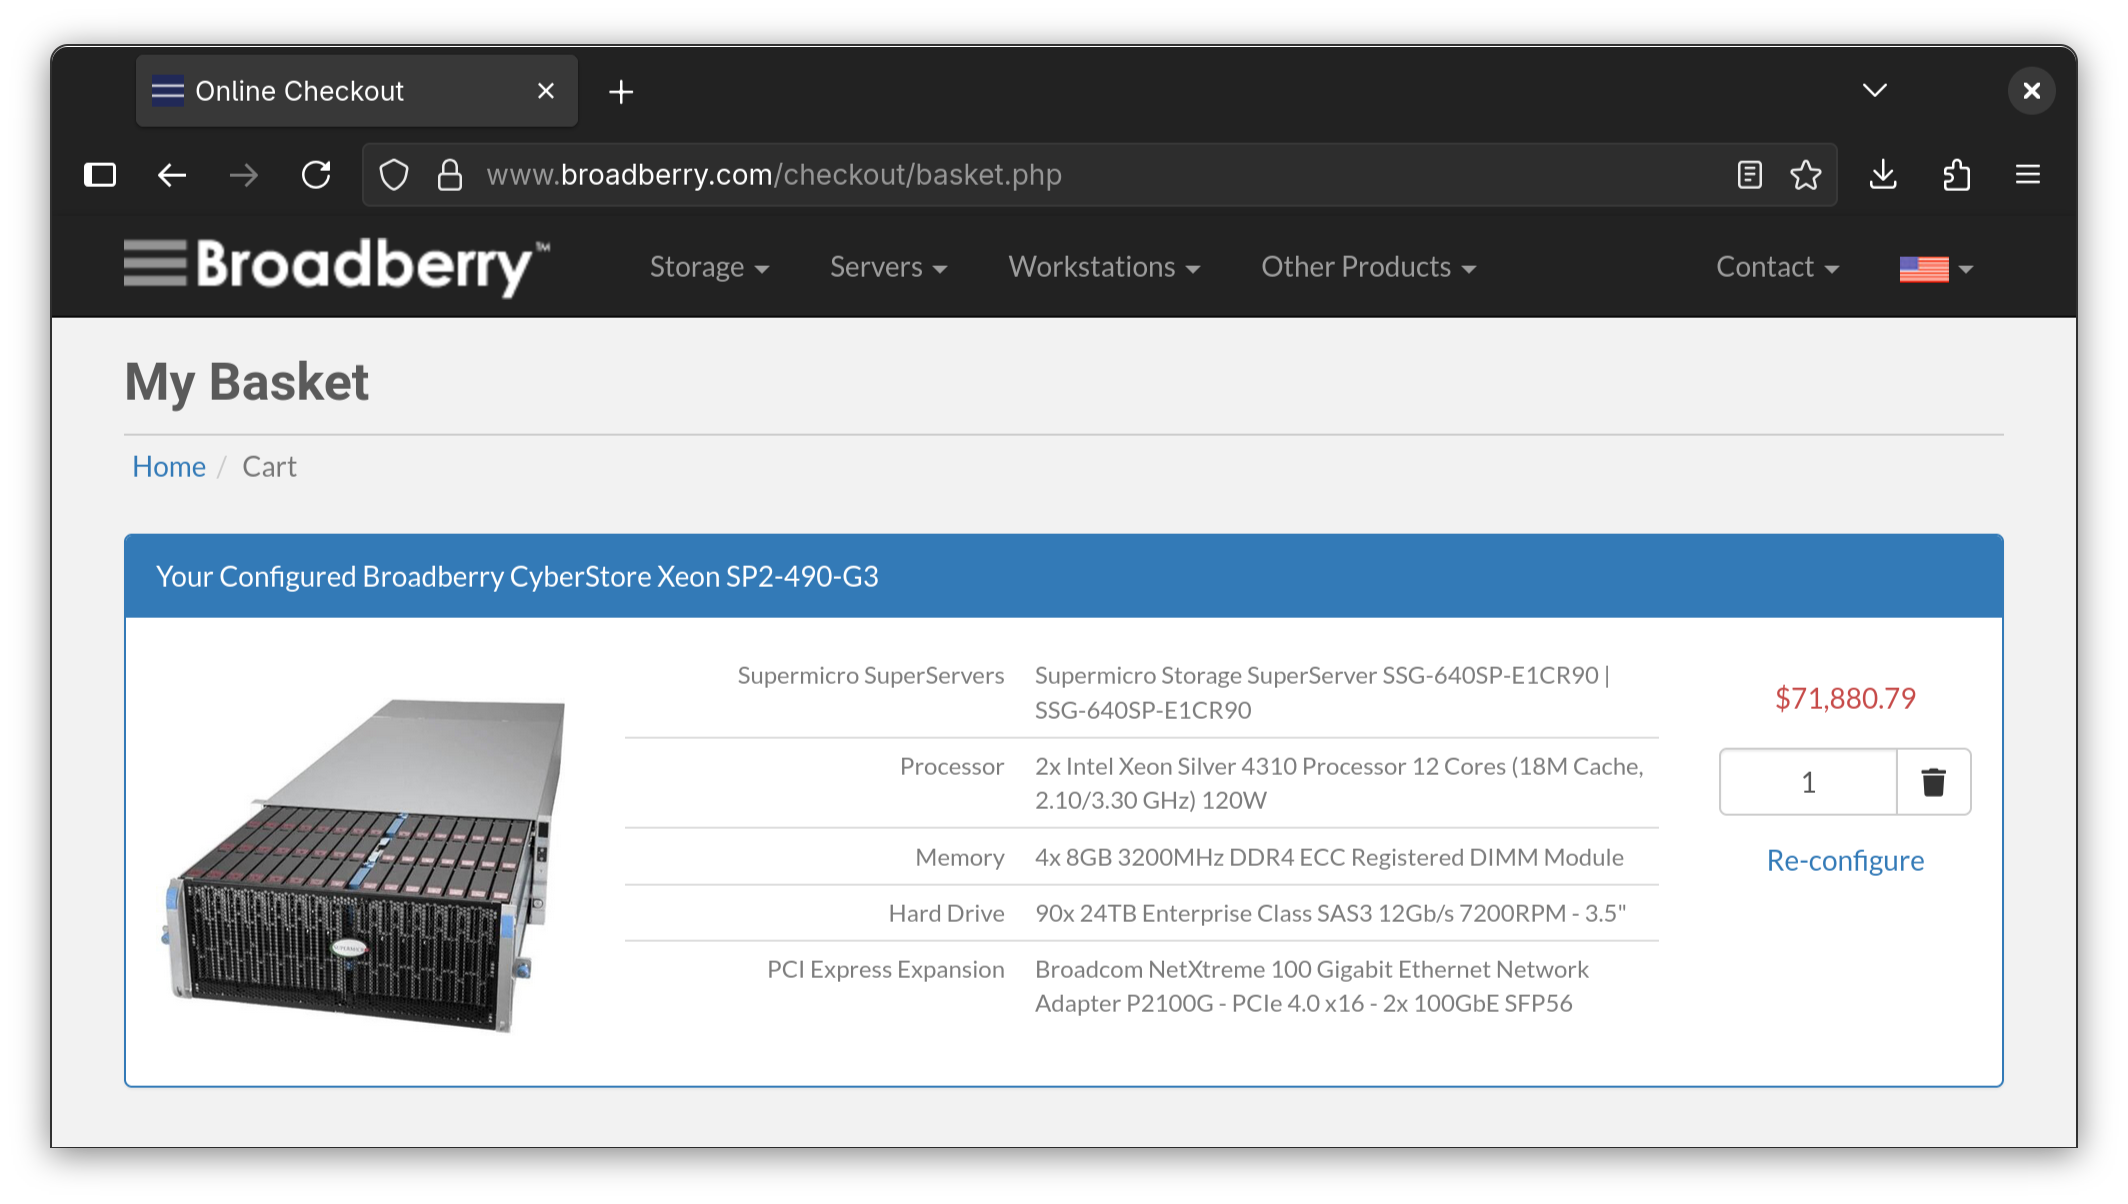 Online Checkout
www.broadberry.com/checkout/basket.php
Broadberry™
Storage
Servers
Workstations
Other Products
Contact
My Basket
Home / Cart
Your Configured Broadberry CyberStore Xeon SP2-490-G3
Supermicro SuperServers
Supermicro Storage SuperServer SSG-640SP-E1CR90 |
SSG-640SP-E1CR90
Processor
2x Intel Xeon Silver 4310 Processor 12 Cores (18M Cache,
2.10/3.30 GHz) 120W
Memory
4x 8GB 3200MHz DDR4 ECC Registered DIMM Module
Hard Drive
90x 24TB Enterprise Class SAS3 12Gb/s 7200RPM - 3.5"
PCI Express Expansion
Broadcom NetXtreme 100 Gigabit Ethernet Network
Adapter P2100G - PCIe 4.0 x16 - 2x 100GbE SFP56
$71,880.79
1
Re-configure